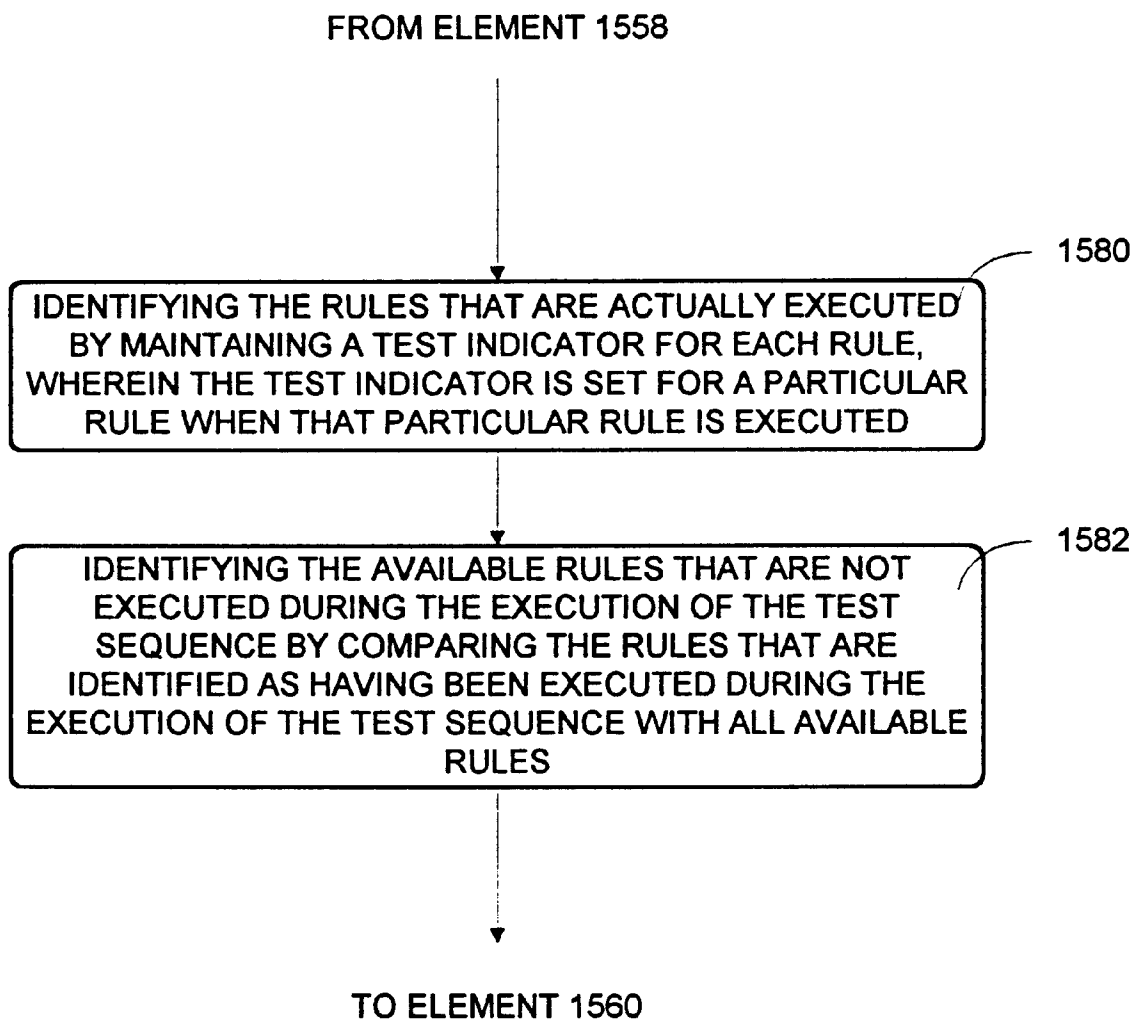 FROM ELEMENT 1558
1580
IDENTIFYING THE RULES THAT ARE ACTUALLY EXECUTED
BY MAINTAINING A TEST INDICATOR FOR EACH RULE,
WHEREIN THE TEST INDICATOR IS SET FOR A PARTICULAR
RULE WHEN THAT PARTICULAR RULE IS EXECUTED
1582
IDENTIFYING THE AVAILABLE RULES THAT ARE NOT
EXECUTED DURING THE EXECUTION OF THE TEST
SEQUENCE BY COMPARING THE RULES THAT ARE
IDENTIFIED AS HAVING BEEN EXECUTED DURING THE
EXECUTION OF THE TEST SEQUENCE WITH ALL AVAILABLE
RULES
TO ELEMENT 1560